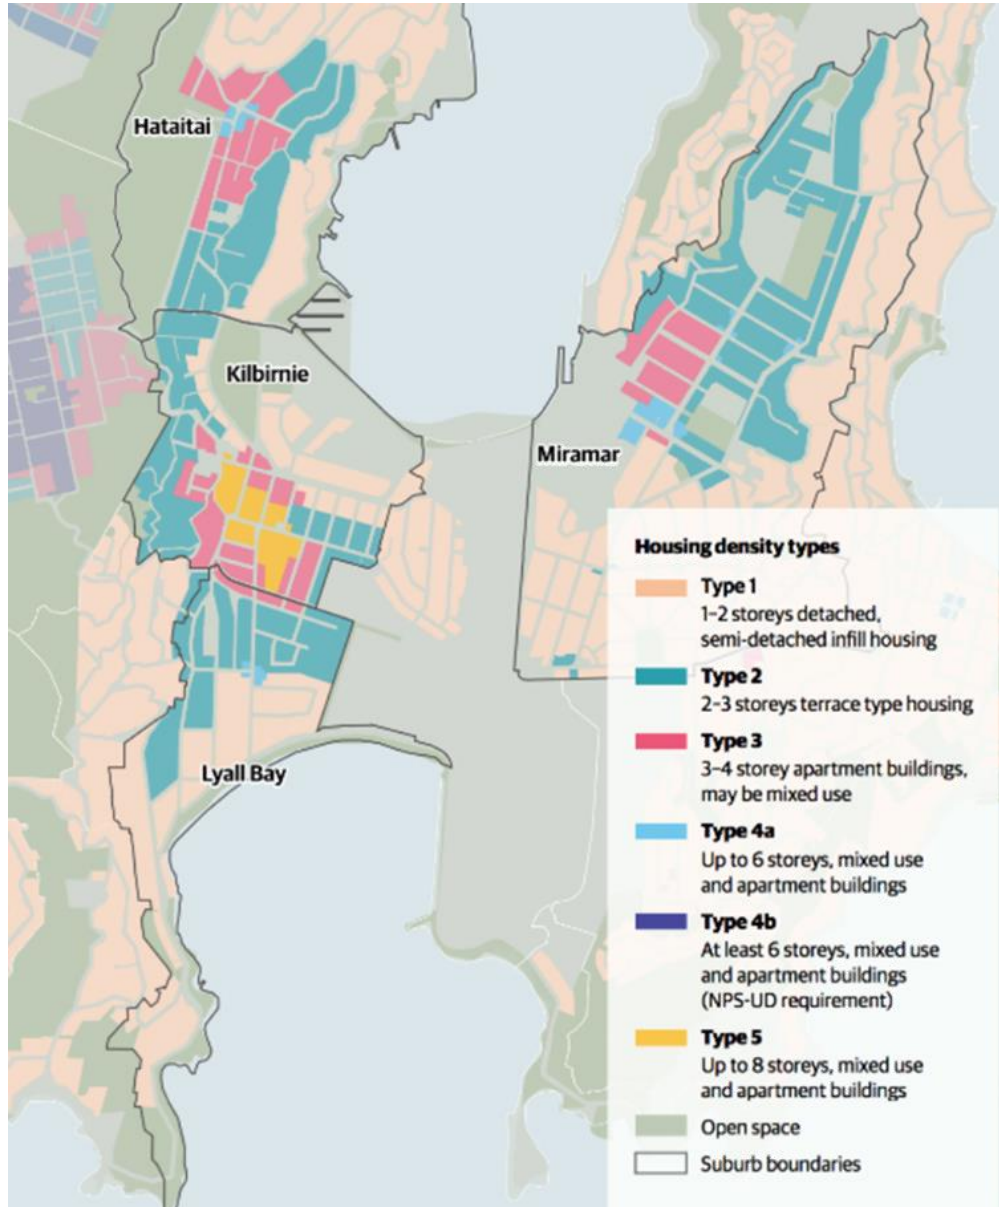 Hataitai
Kilbirnie
Miramar
Lyall Bay
Housing density types
Type 1
1–2 storeys detached,
semi-detached infill housing
Type 2
2–3 storeys terrace type housing
Type 3
3–4 storey apartment buildings,
may be mixed use
Type 4a
Up to 6 storeys, mixed use
and apartment buildings
Type 4b
At least 6 storeys, mixed use
and apartment buildings
(NPS-UD requirement)
Type 5
Up to 8 storeys, mixed use
and apartment buildings
Open space
Suburb boundaries